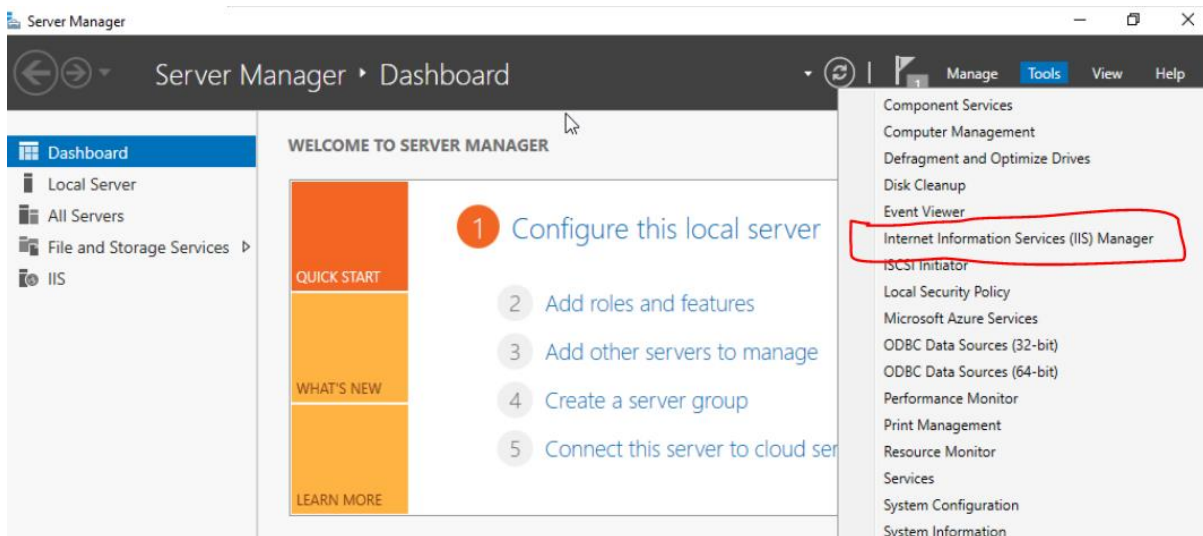 Server Manager
Server Manager • Dashboard
1
Manage Tools View Help
Dashboard
Local Server
All Servers
File and Storage Services
IIS
WELCOME TO SERVER MANAGER
QUICK START
WHAT'S NEW
LEARN MORE
1 Configure this local server
2 Add roles and features
3 Add other servers to manage
4 Create a server group
5 Connect this server to cloud ser
Component Services
Computer Management
Defragment and Optimize Drives
Disk Cleanup
Event Viewer
Internet Information Services (IIS) Manager
iSCSI Initiator
Local Security Policy
Microsoft Azure Services
ODBC Data Sources (32-bit)
ODBC Data Sources (64-bit)
Performance Monitor
Print Management
Resource Monitor
Services
System Configuration
System Information